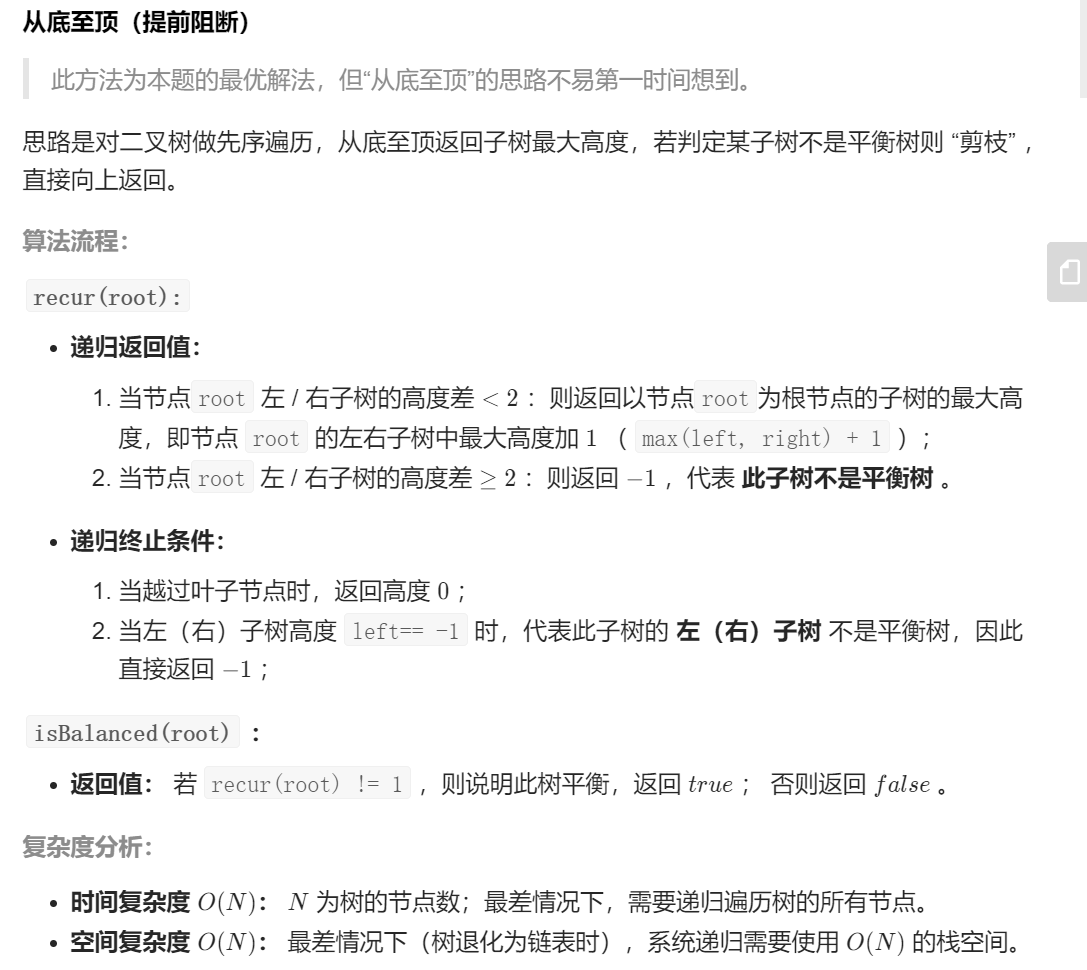 从底至顶（提前阻断）
此方法为本题的最优解法，但“从底至顶”的思路不易第一时间想到。
思路是对二叉树做先序遍历，从底至顶返回子树最大高度，若判定某子树不是平衡树则 “剪枝” ，
直接向上返回。
算法流程：
recur(root):
• 递归返回值：
1. 当节点 root 左 / 右子树的高度差 < 2 ：则返回以节点 root 为根节点的子树的最大高
度，即节点 root 的左右子树中最大高度加 1 （ max(left, right) + 1 ）；
2. 当节点 root 左 / 右子树的高度差 ≥ 2 ：则返回 −1 ，代表 此子树不是平衡树 。
• 递归终止条件：
1. 当越过叶子节点时，返回高度 0 ；
2. 当左（右）子树高度 left== -1 时，代表此子树的 左（右）子树 不是平衡树，因此
直接返回 −1 ；
isBalanced(root) ：
• 返回值： 若 recur(root) != 1 ，则说明此树平衡，返回 true ； 否则返回 false 。
复杂度分析：
• 时间复杂度 O(N)： N 为树的节点数；最差情况下，需要递归遍历树的所有节点。
• 空间复杂度 O(N)： 最差情况下（树退化为链表时），系统递归需要使用 O(N) 的栈空间。